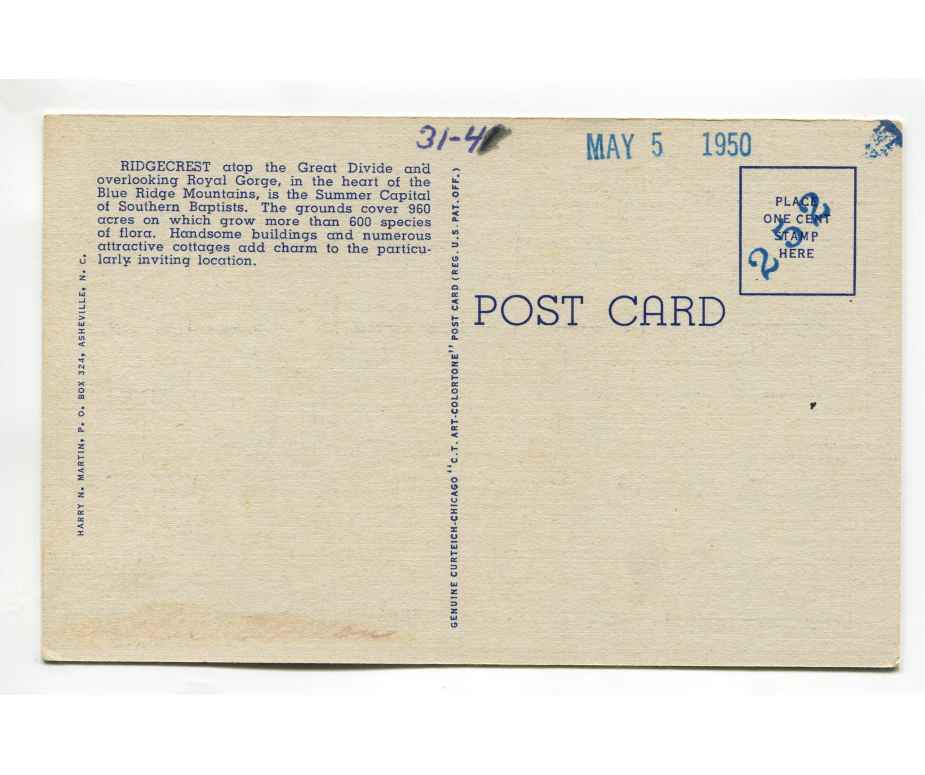 31-41
MAY 5 1950
RIDGECREST atop the Great Divide and
overlooking Royal Gorge, in the heart of the
Blue Ridge Mountains, is the Summer Capital
of Southern Baptists. The grounds cover 960
acres on which grow more than 600 species
of flora. Handsome buildings and numerous
attractive cottages add charm to the particu-
larly inviting location.
HARRY N. MARTIN, P. O. BOX 324, ASHEVILLE, N. C.
GENUINE CURTEICH-CHICAGO "C.T. ART-COLORTONE" POST CARD (REG. U.S. PAT. OFF.)
POST CARD
PLACE
ONE CENT
STAMP
HERE
252